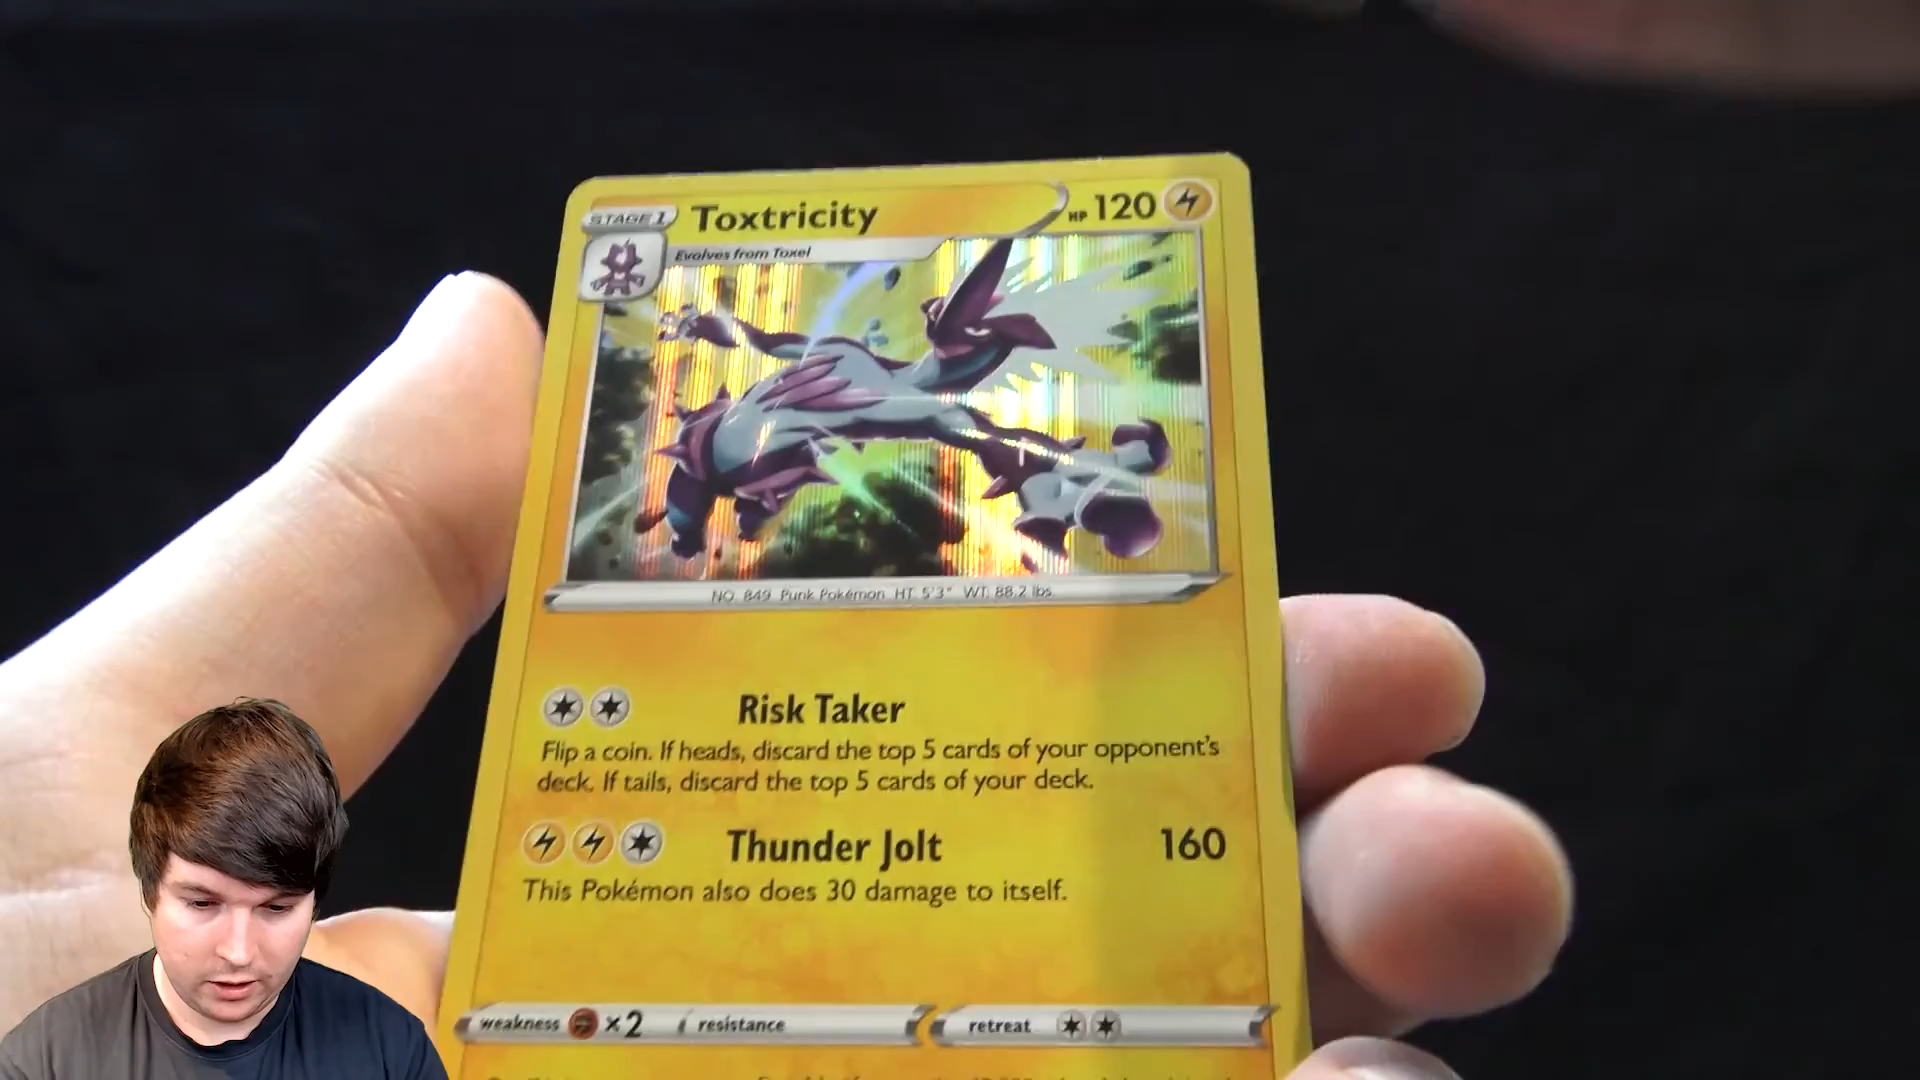 STAGE 1 Toxtricity HP 120
Evolves from Toxel
NO. 849 Punk Pokémon HT: 5'3" WT: 88.2 lbs.
Risk Taker
Flip a coin. If heads, discard the top 5 cards of your opponent's
deck. If tails, discard the top 5 cards of your deck.
Thunder Jolt 160
This Pokémon also does 30 damage to itself.
weakness ×2 resistance retreat